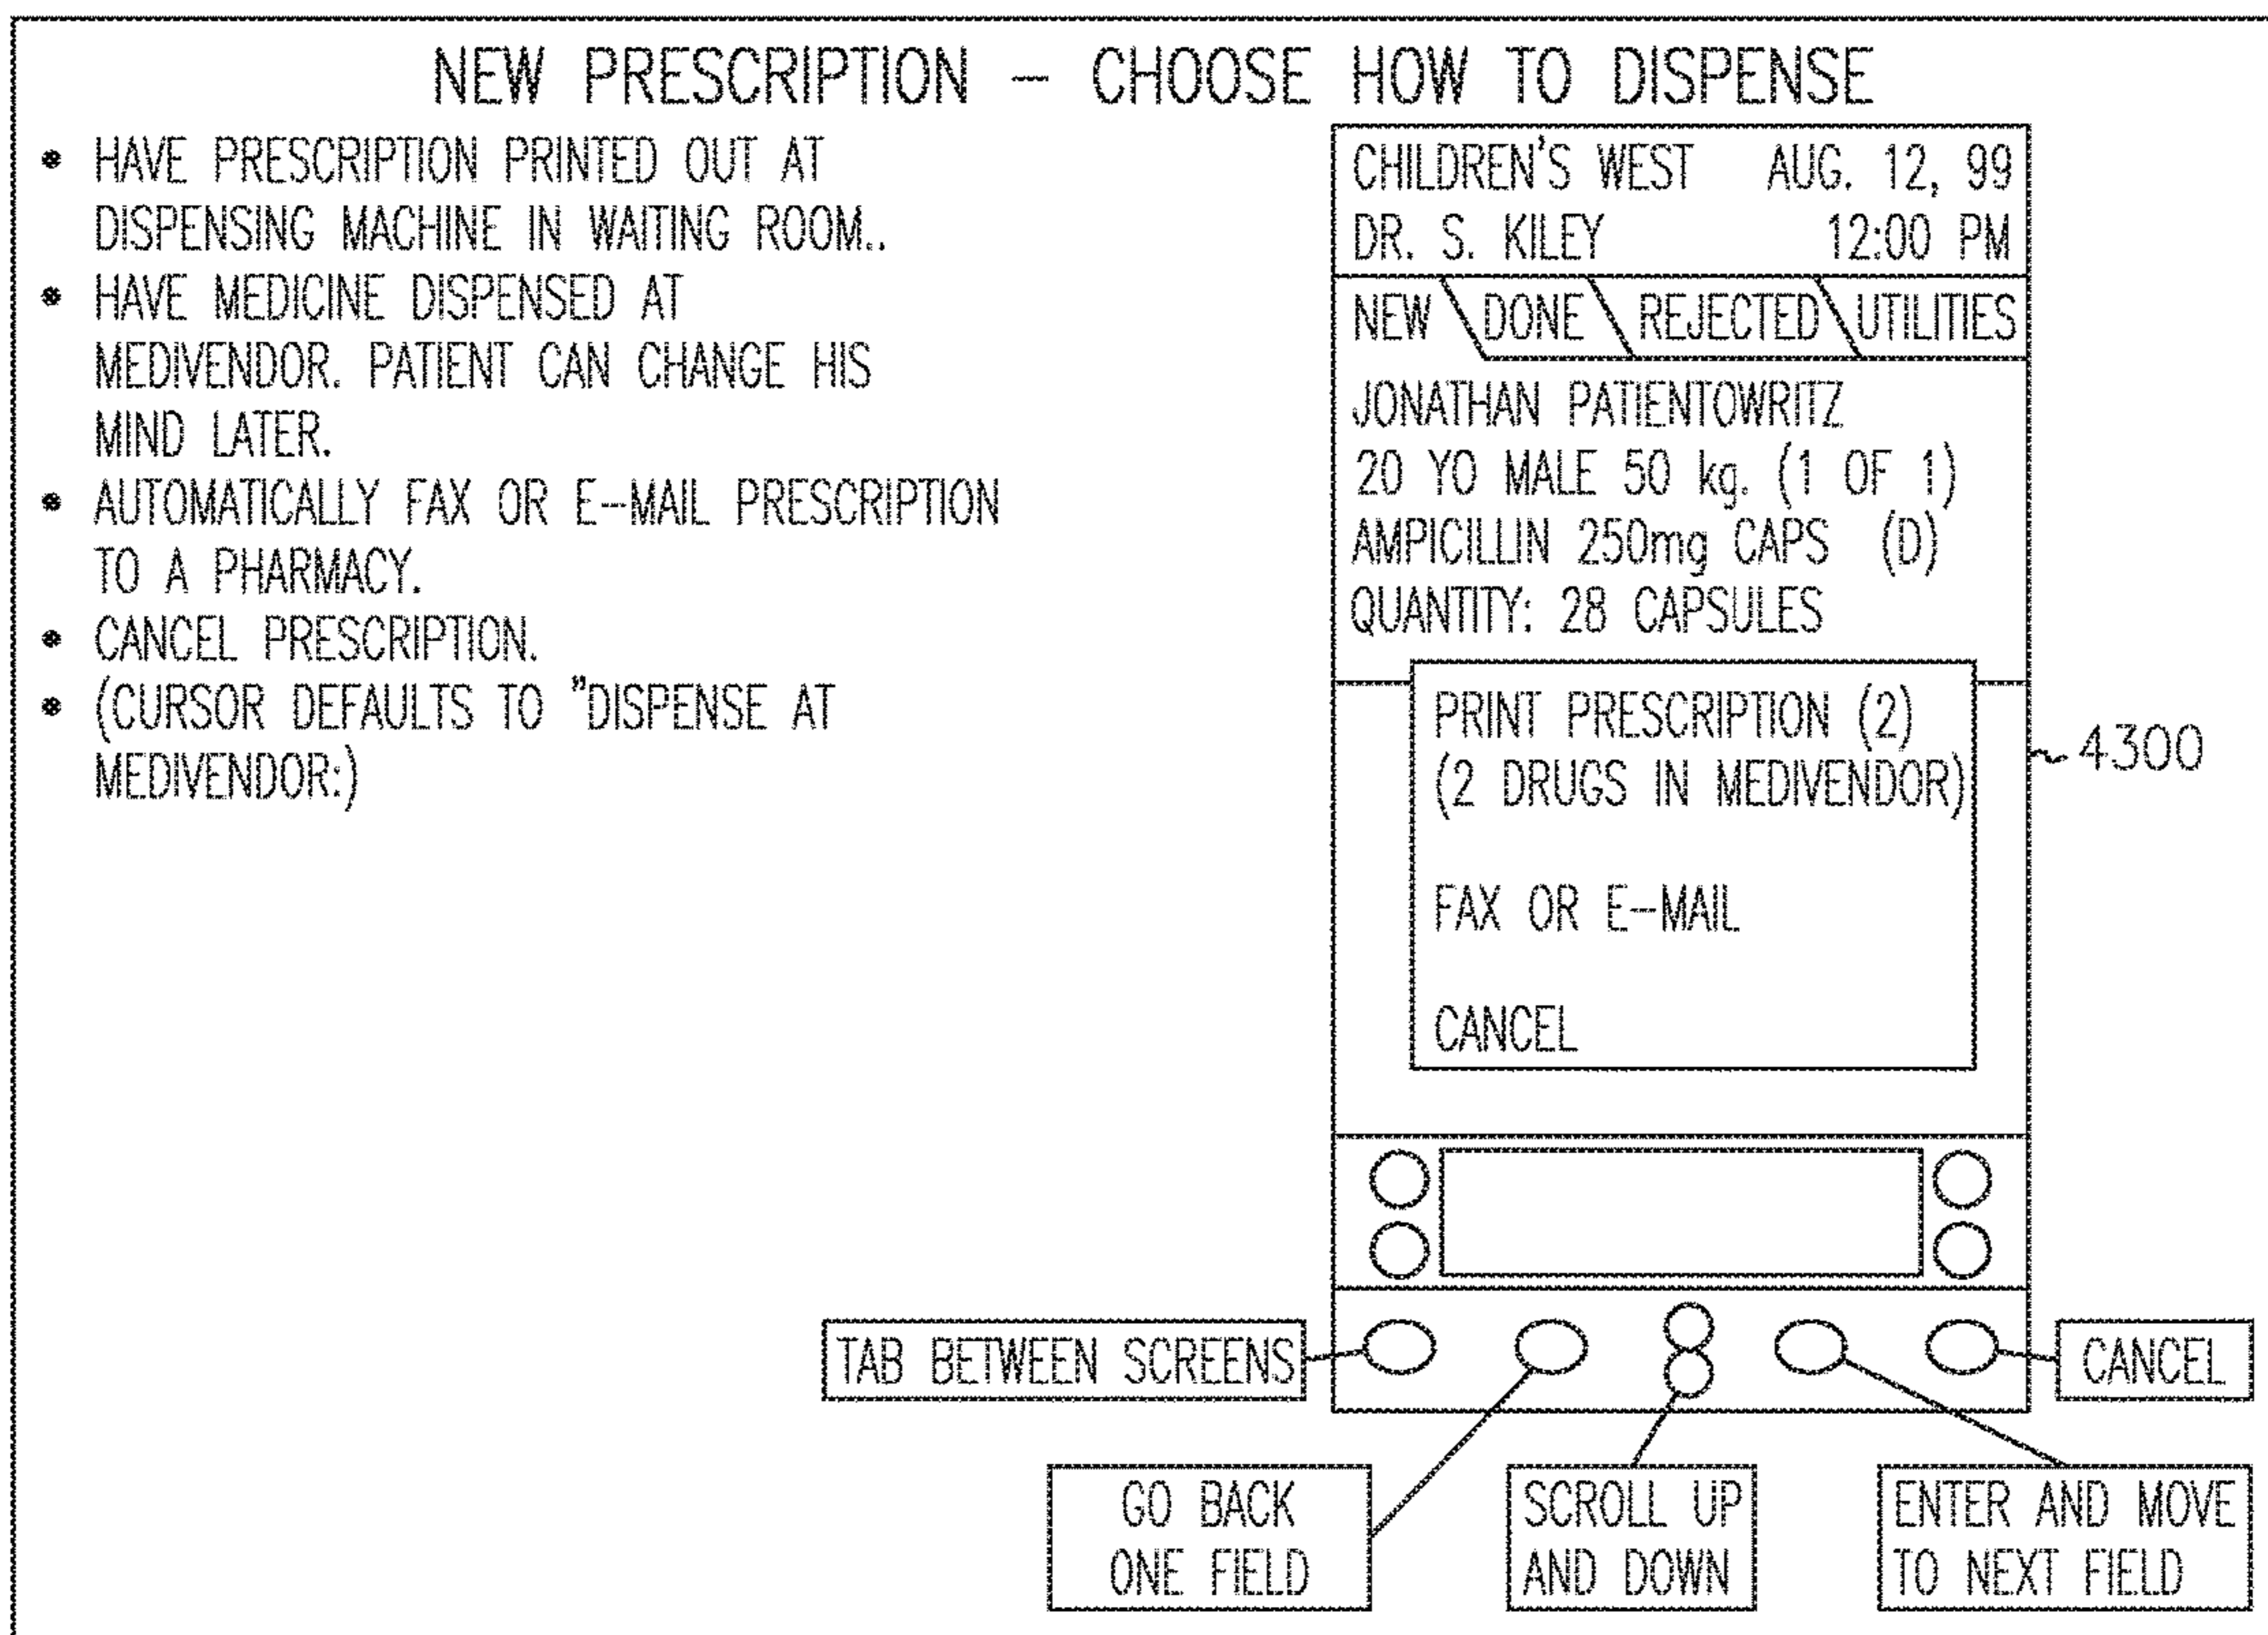 NEW PRESCRIPTION – CHOOSE HOW TO DISPENSE
• HAVE PRESCRIPTION PRINTED OUT AT
DISPENSING MACHINE IN WAITING ROOM..
• HAVE MEDICINE DISPENSED AT
MEDIVENDOR. PATIENT CAN CHANGE HIS
MIND LATER.
• AUTOMATICALLY FAX OR E–MAIL PRESCRIPTION
TO A PHARMACY.
• CANCEL PRESCRIPTION.
• (CURSOR DEFAULTS TO "DISPENSE AT
MEDIVENDOR:)
CHILDREN'S WEST AUG. 12, 99
DR. S. KILEY 12:00 PM
NEW DONE REJECTED UTILITIES
JONATHAN PATIENTOWRITZ
20 YO MALE 50 kg. (1 OF 1)
AMPICILLIN 250mg CAPS (D)
QUANTITY: 28 CAPSULES
PRINT PRESCRIPTION (2)
(2 DRUGS IN MEDIVENDOR)
FAX OR E–MAIL
CANCEL
4300
TAB BETWEEN SCREENS
CANCEL
GO BACK
ONE FIELD
SCROLL UP
AND DOWN
ENTER AND MOVE
TO NEXT FIELD